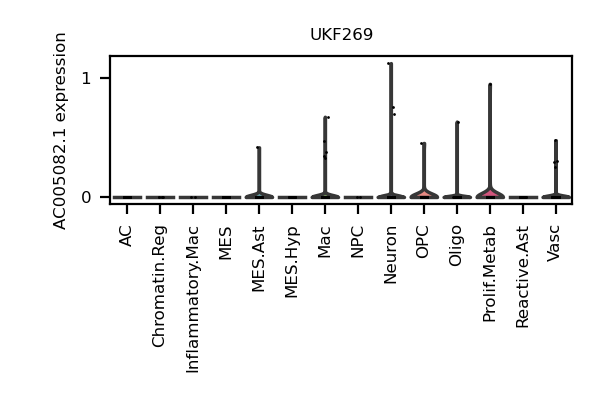 UKF269
AC005082.1 expression
1
0
AC
Chromatin.Reg
Inflammatory.Mac
MES
MES.Ast
MES.Hyp
Mac
NPC
Neuron
OPC
Oligo
Prolif.Metab
Reactive.Ast
Vasc